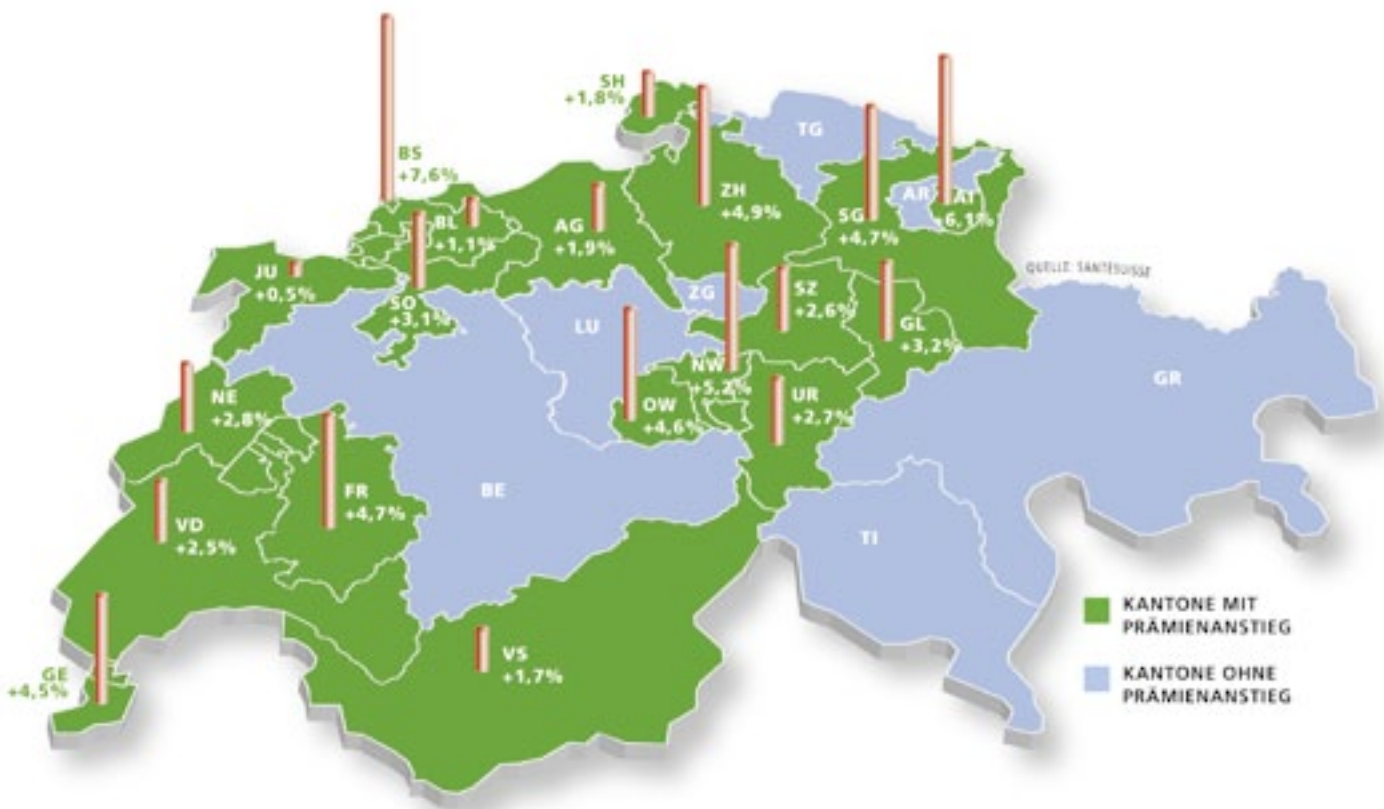 SH
+1,8%
TG
BS
+7,6%
ZH
+4,9%
AR
AI
+6,1%
SG
+4,7%
BL
+1,1%
AG
+1,9%
JU
+0,5%
QUELLE: SANTÉSUISSE
SO
+3,1%
ZG
SZ
+2,6%
LU
GL
+3,2%
NW
+5,2%
GR
NE
+2,8%
OW
+4,6%
UR
+2,7%
FR
+4,7%
BE
VD
+2,5%
TI
KANTONE MIT
PRÄMIENANSTIEG
VS
+1,7%
GE
+4,5%
KANTONE OHNE
PRÄMIENANSTIEG